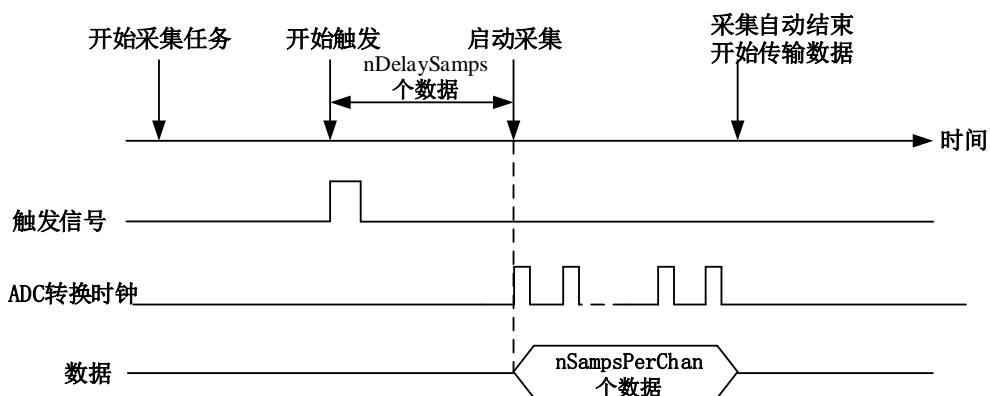 开始采集任务
开始触发
启动采集
采集自动结束
开始传输数据
nDelaySamps
个数据
时间
触发信号
ADC转换时钟
数据
nSampsPerChan
个数据